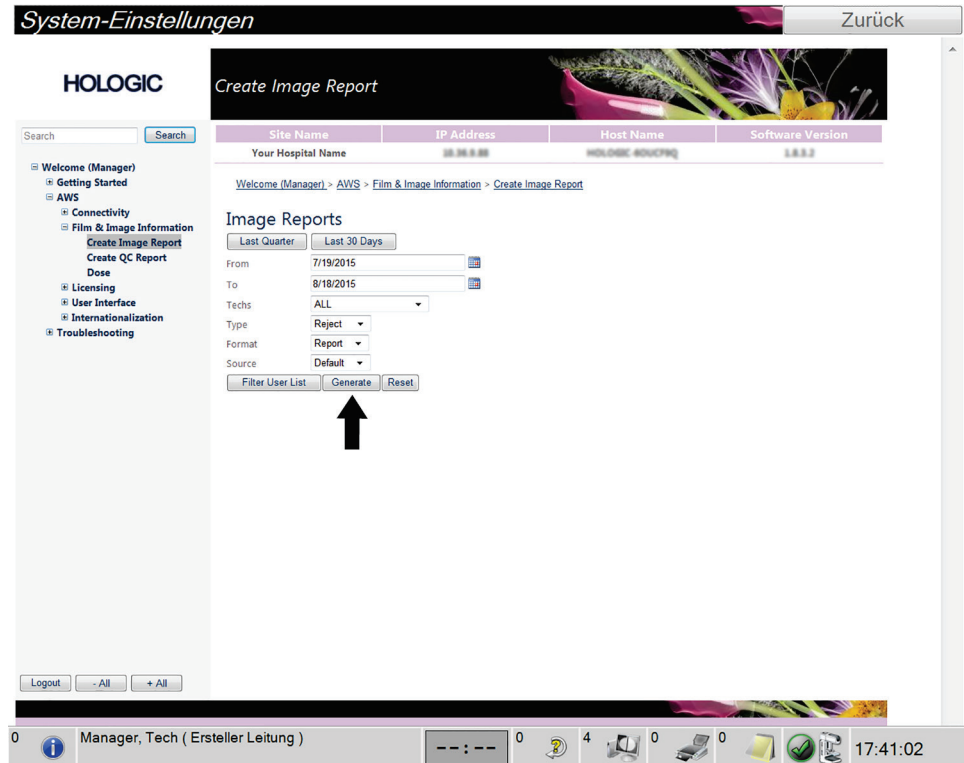 System-Einstellungen
Zurück
HOLOGIC
Create Image Report
Search
Search
Site Name
IP Address
Host Name
Software Version
Your Hospital Name
Welcome (Manager)
Getting Started
AWS
Connectivity
Film & Image Information
Create Image Report
Create QC Report
Dose
Licensing
User Interface
Internationalization
Troubleshooting
Welcome (Manager) > AWS > Film & Image Information > Create Image Report
Image Reports
Last Quarter
Last 30 Days
From 7/19/2015
To 8/18/2015
Techs ALL
Type Reject
Format Report
Source Default
Filter User List
Generate
Reset
Logout
- All
+ All
0
Manager, Tech ( Ersteller Leitung )
--:--
0
4
0
0
17:41:02